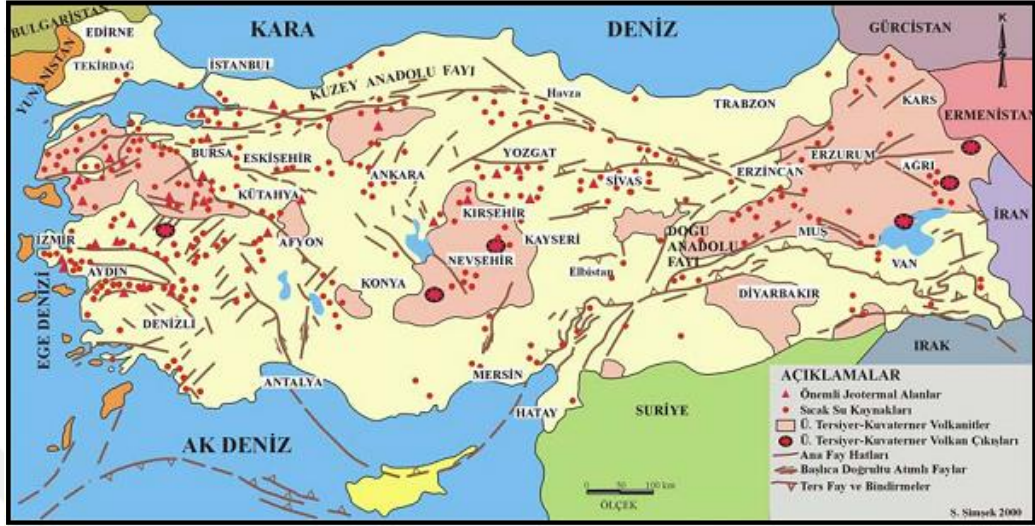 BULGARİSTAN
YUNANİSTAN
EDİRNE
TEKİRDAĞ
İSTANBUL
KARA
DENİZ
GÜRCİSTAN
K
KUZEY ANADOLU FAYI
Havza
TRABZON
KARS
ERMENİSTAN
BURSA
ESKİŞEHİR
ANKARA
YOZGAT
SİVAS
ERZİNCAN
ERZURUM
AĞRI
İRAN
KÜTAHYA
KIRŞEHİR
KAYSERİ
NEVŞEHİR
İZMİR
AFYON
DOĞU
ANADOLU
FAYI
MUŞ
VAN
EGE DENİZİ
AYDIN
KONYA
Elbistan
DİYARBAKIR
DENİZLİ
ANTALYA
MERSİN
HATAY
SURİYE
IRAK
AK DENİZ
0 50 100 km
ÖLÇEK
AÇIKLAMALAR
Önemli Jeotermal Alanlar
Sıcak Su Kaynakları
Ü. Tersiyer-Kuvaterner Volkanitler
Ü. Tersiyer-Kuvaterner Volkan Çıkışları
Ana Fay Hatları
Başlıca Doğrultu Atımlı Faylar
Ters Fay ve Bindirmeler
Ş. Şimşek 2000